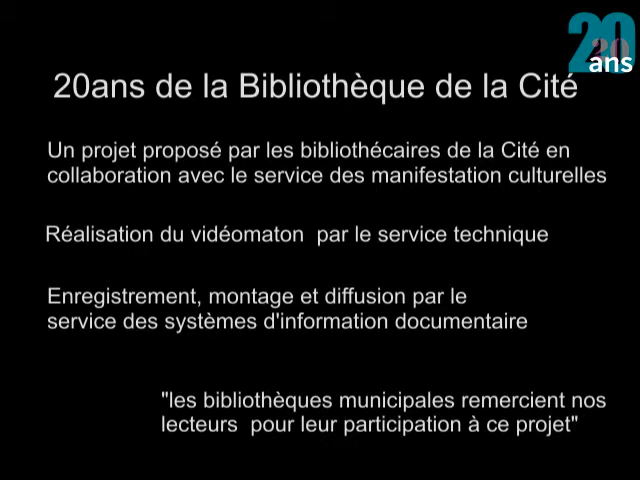 20
20
ans
20ans de la Bibliothèque de la Cité
Un projet proposé par les bibliothécaires de la Cité en
collaboration avec le service des manifestation culturelles
Réalisation du vidéomaton  par le service technique
Enregistrement, montage et diffusion par le
service des systèmes d'information documentaire
"les bibliothèques municipales remercient nos
lecteurs  pour leur participation à ce projet"